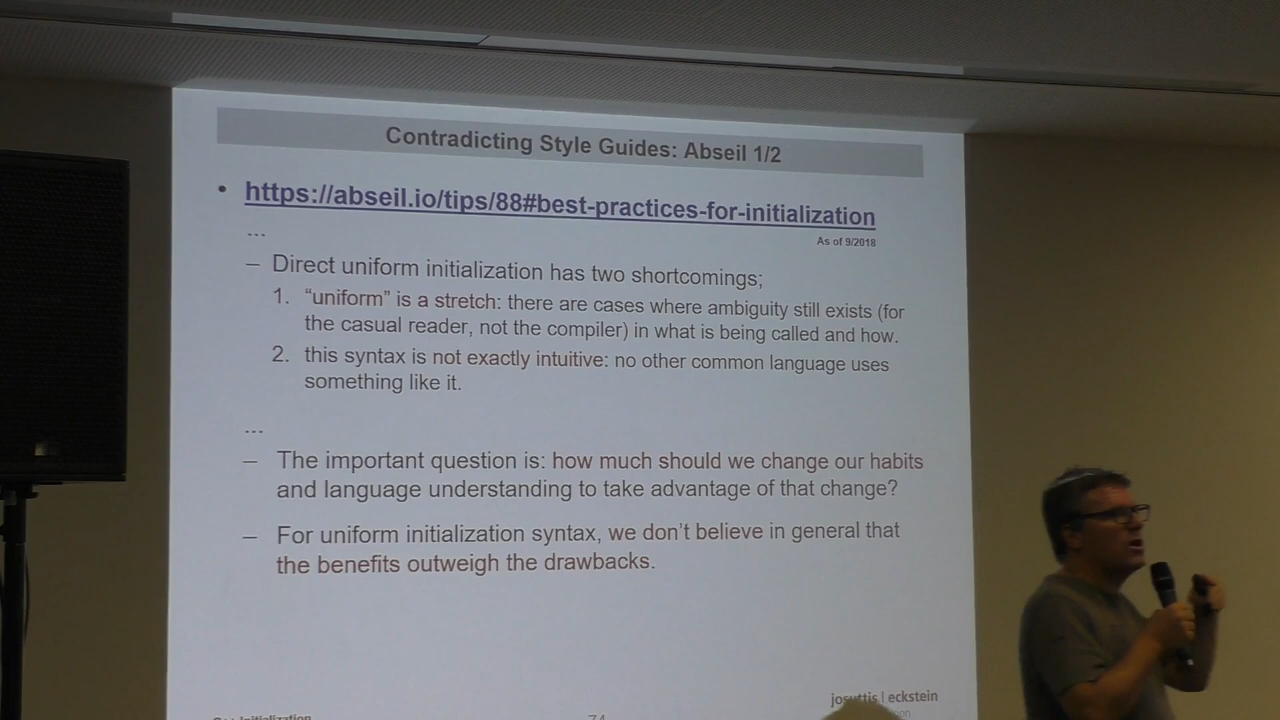 Contradicting Style Guides: Abseil 1/2
• https://abseil.io/tips/88#best-practices-for-initialization
...
As of 9/2018
– Direct uniform initialization has two shortcomings;
1. “uniform” is a stretch: there are cases where ambiguity still exists (for
the casual reader, not the compiler) in what is being called and how.
2. this syntax is not exactly intuitive: no other common language uses
something like it.
...
– The important question is: how much should we change our habits
and language understanding to take advantage of that change?
– For uniform initialization syntax, we don’t believe in general that
the benefits outweigh the drawbacks.
josuttis | eckstein
Initialization
74